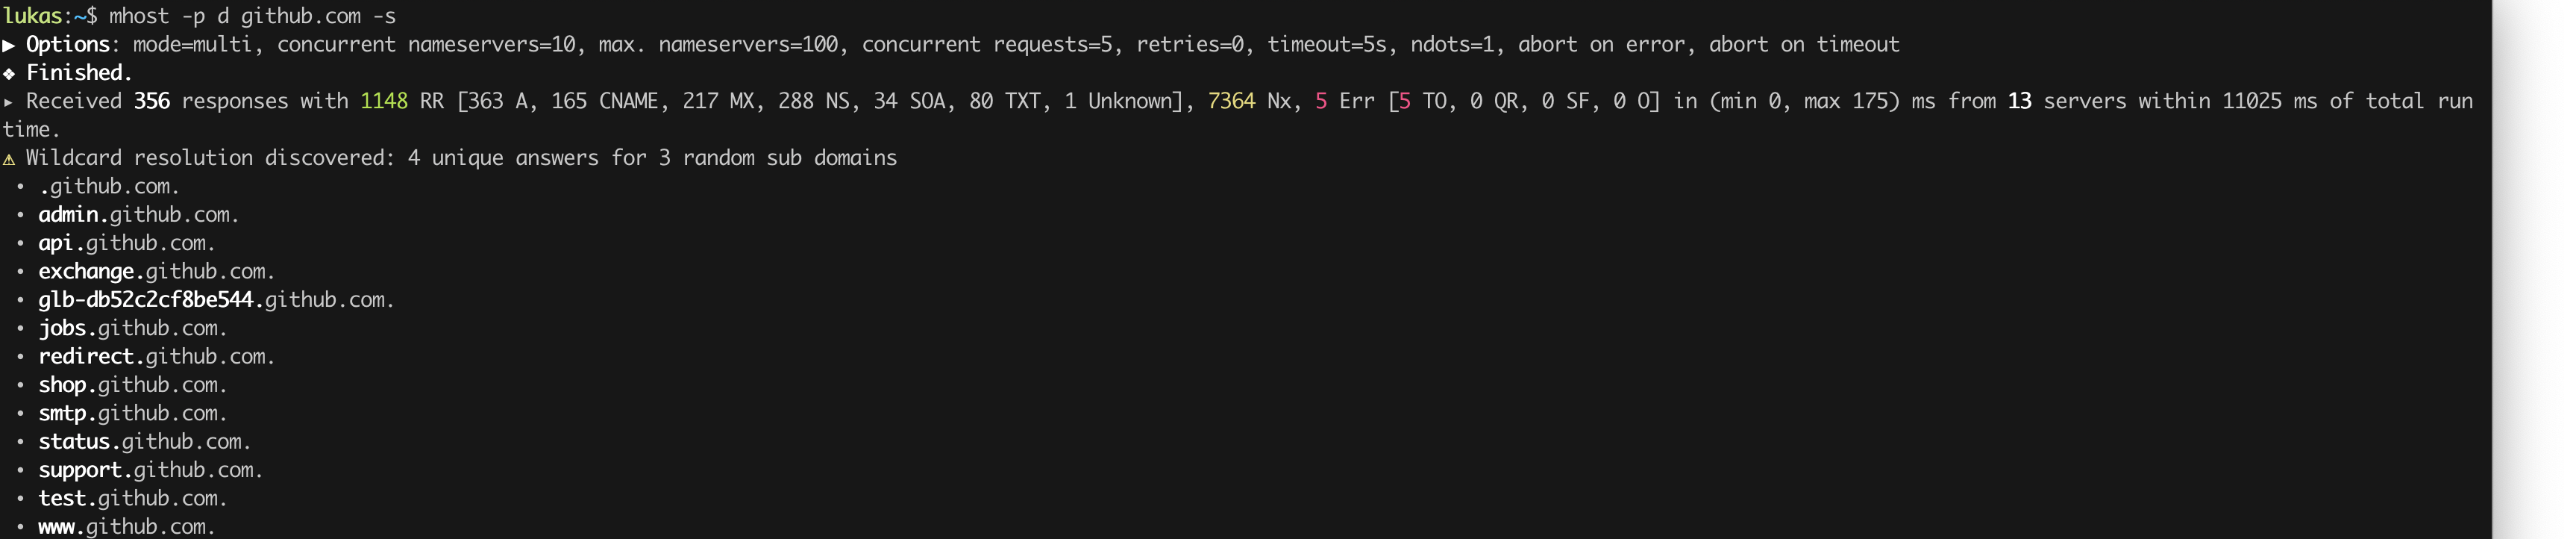 lukas:~$ mhost -p d github.com -s
▶ Options: mode=multi, concurrent nameservers=10, max. nameservers=100, concurrent requests=5, retries=0, timeout=5s, ndots=1, abort on error, abort on timeout
❖ Finished.
▸ Received 356 responses with 1148 RR [363 A, 165 CNAME, 217 MX, 288 NS, 34 SOA, 80 TXT, 1 Unknown], 7364 Nx, 5 Err [5 TO, 0 QR, 0 SF, 0 O] in (min 0, max 175) ms from 13 servers within 11025 ms of total run
time.
⚠ Wildcard resolution discovered: 4 unique answers for 3 random sub domains
• .github.com.
• admin.github.com.
• api.github.com.
• exchange.github.com.
• glb-db52c2cf8be544.github.com.
• jobs.github.com.
• redirect.github.com.
• shop.github.com.
• smtp.github.com.
• status.github.com.
• support.github.com.
• test.github.com.
• www.github.com.